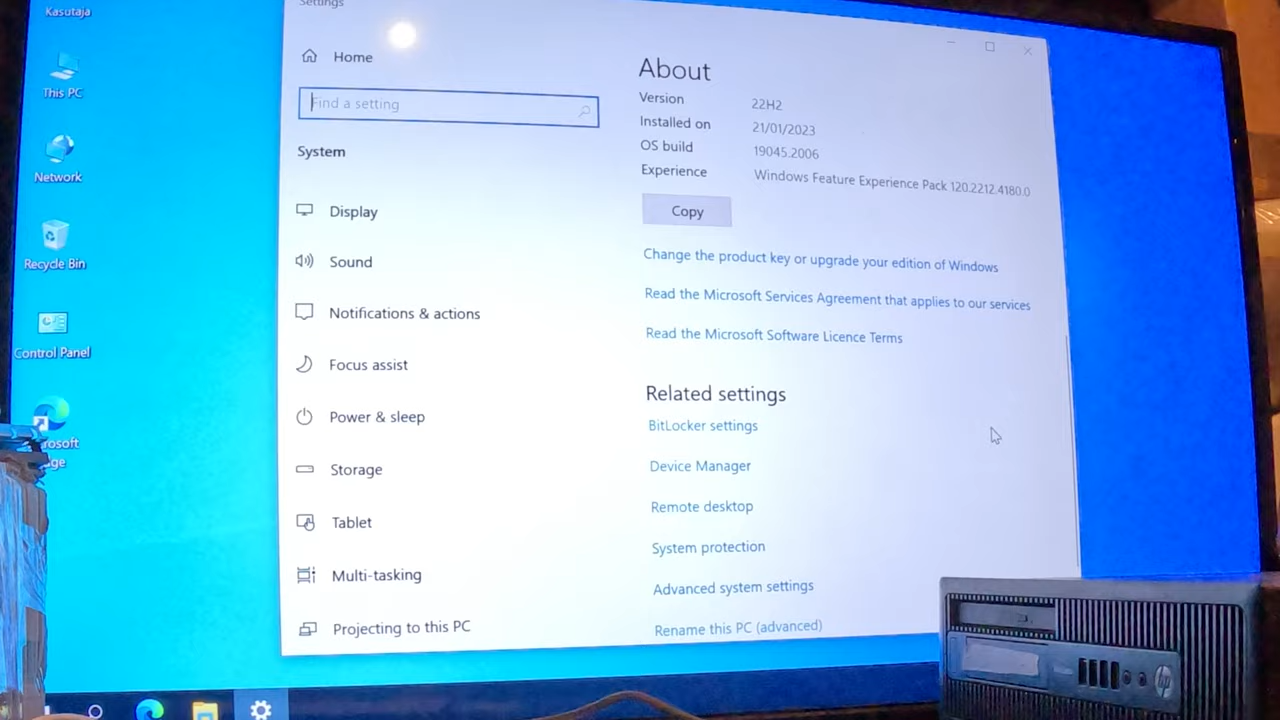 Kasutaja
This PC
Network
Recycle Bin
Control Panel
Settings
Home
Find a setting
System
Display
Sound
Notifications & actions
Focus assist
Power & sleep
Storage
Tablet
Multi-tasking
Projecting to this PC
About
Version 22H2
Installed on 21/01/2023
OS build 19045.2006
Experience Windows Feature Experience Pack 120.2212.4180.0
Copy
Change the product key or upgrade your edition of Windows
Read the Microsoft Services Agreement that applies to our services
Read the Microsoft Software Licence Terms
Related settings
BitLocker settings
Device Manager
Remote desktop
System protection
Advanced system settings
Rename this PC (advanced)
hp